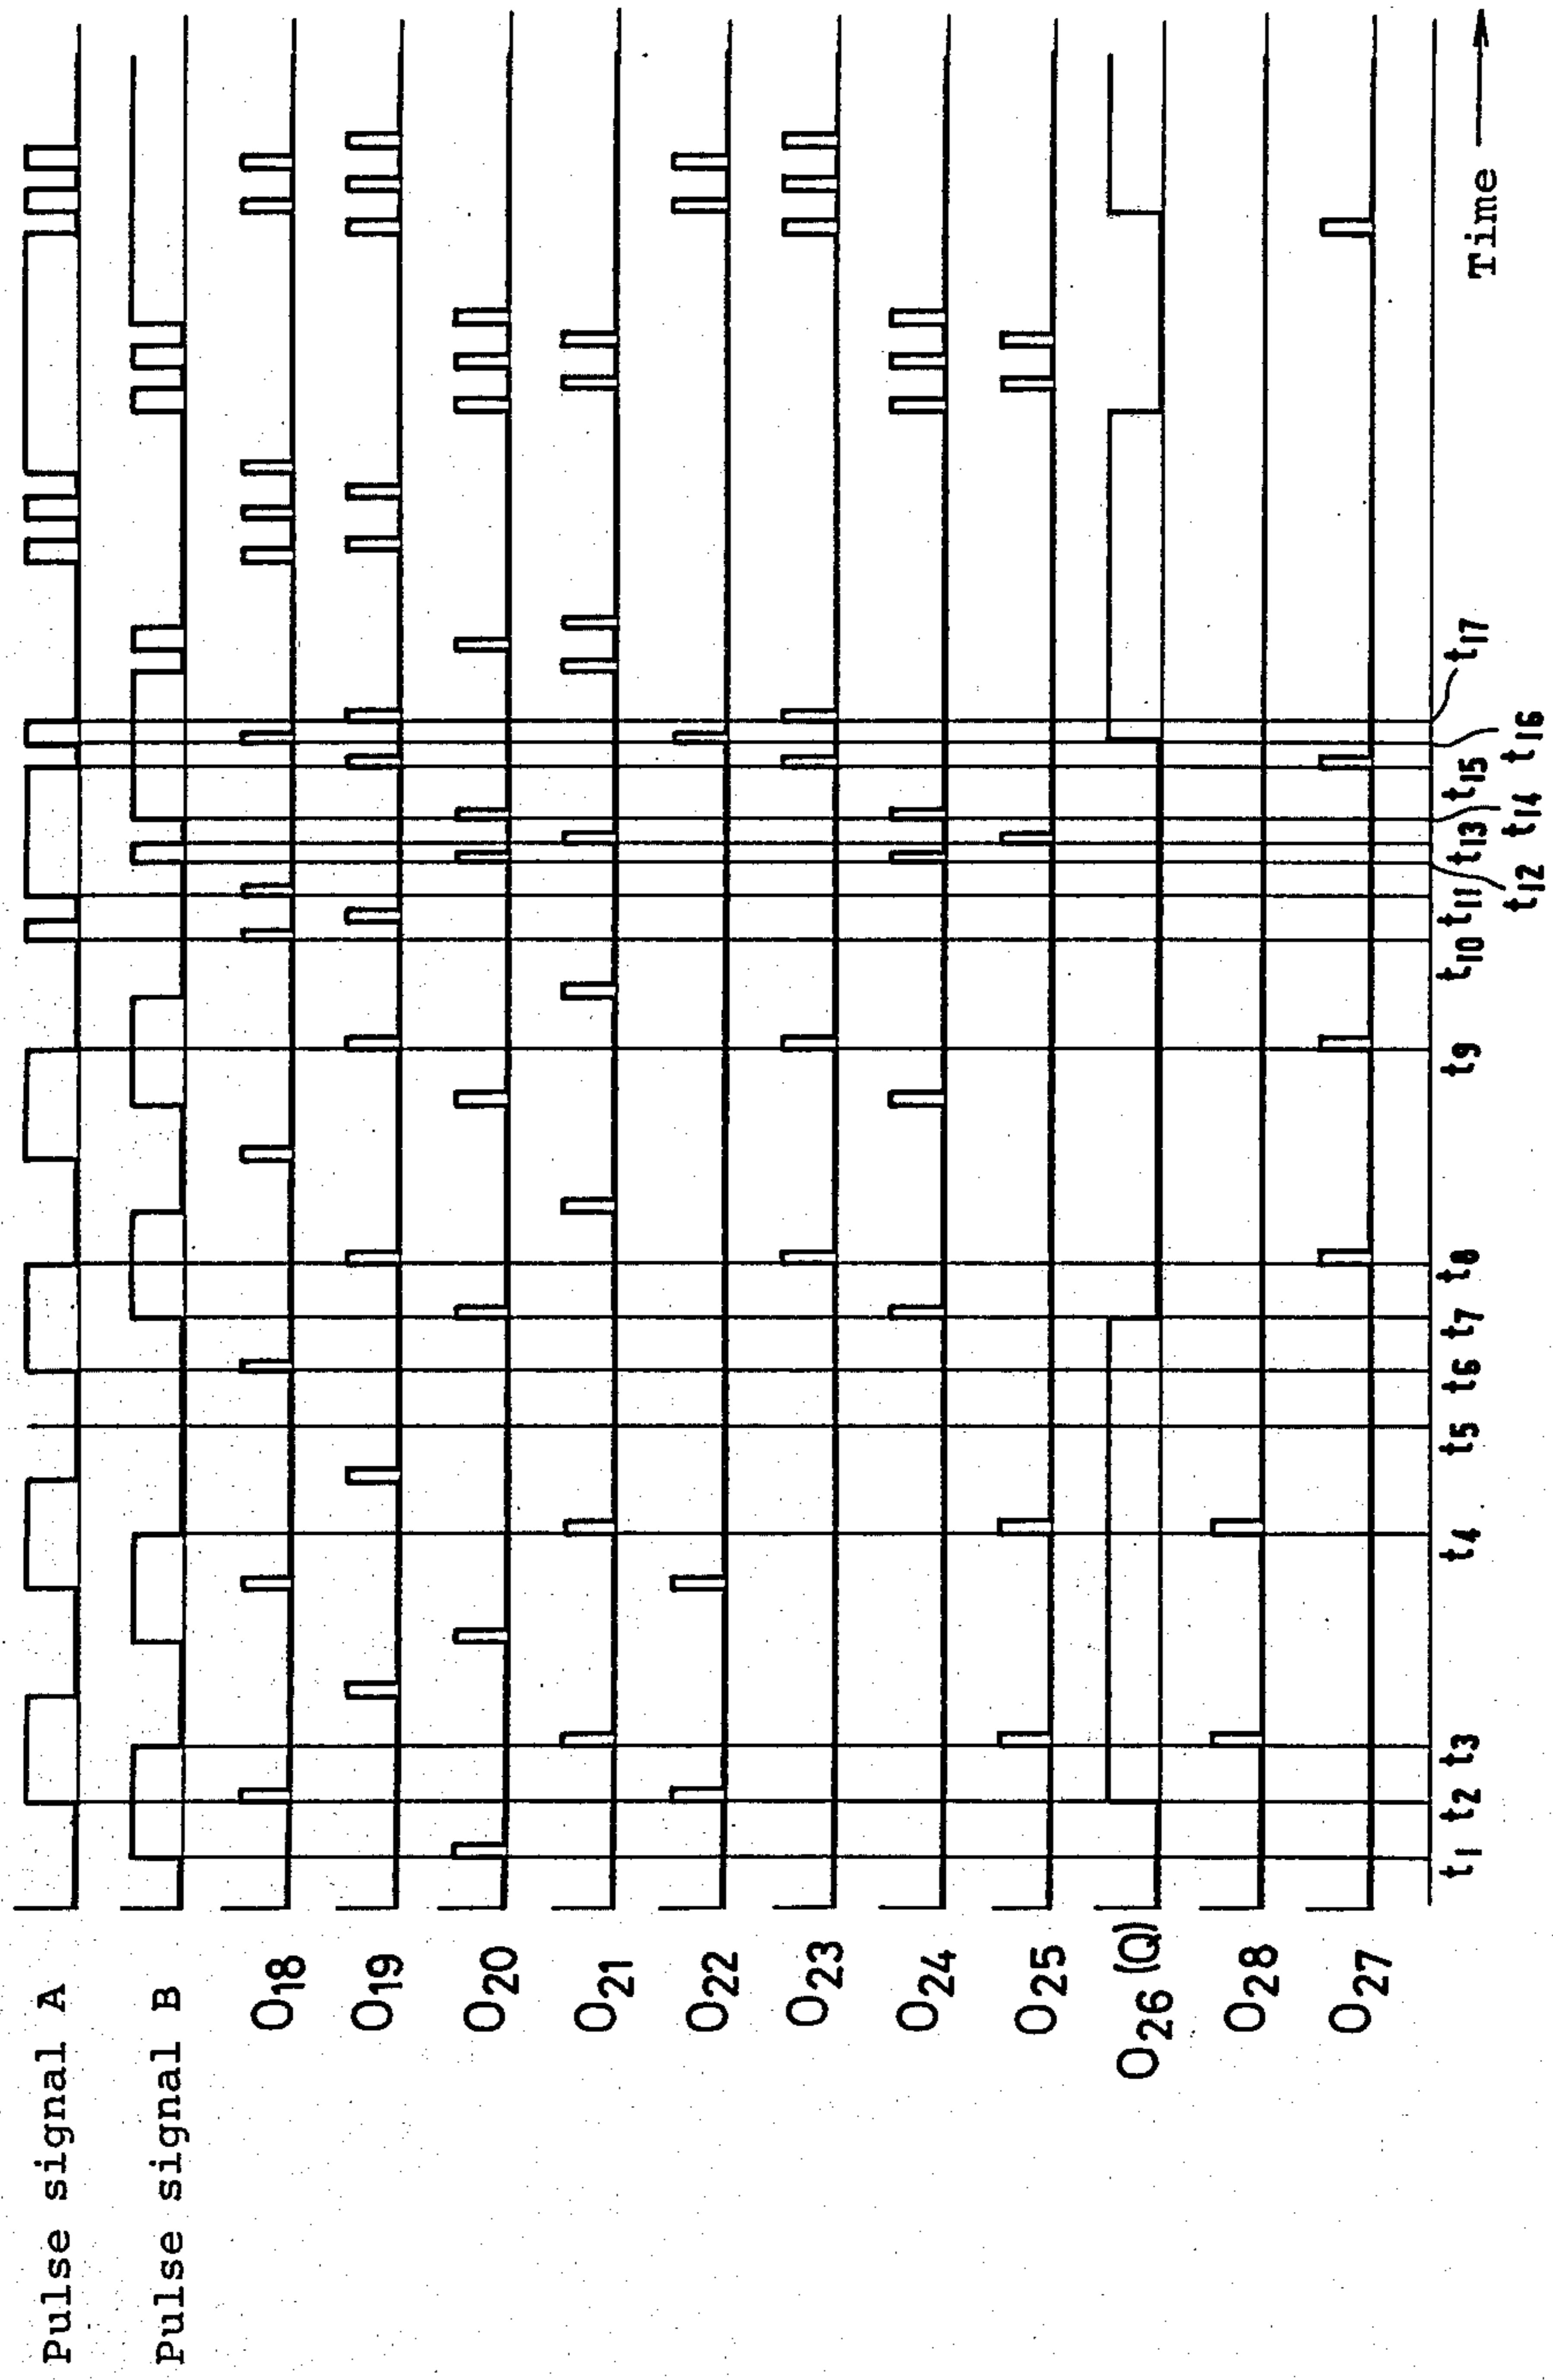 Pulse signal A
Pulse signal B
O18
O19
O20
O21
O22
O23
O24
O25
O26 (Q)
O28
O27
t1 t2 t3 t4 t5 t6 t7 t8 t9 t10 t11 t12 t13 t14 t15 t16 t17
Time